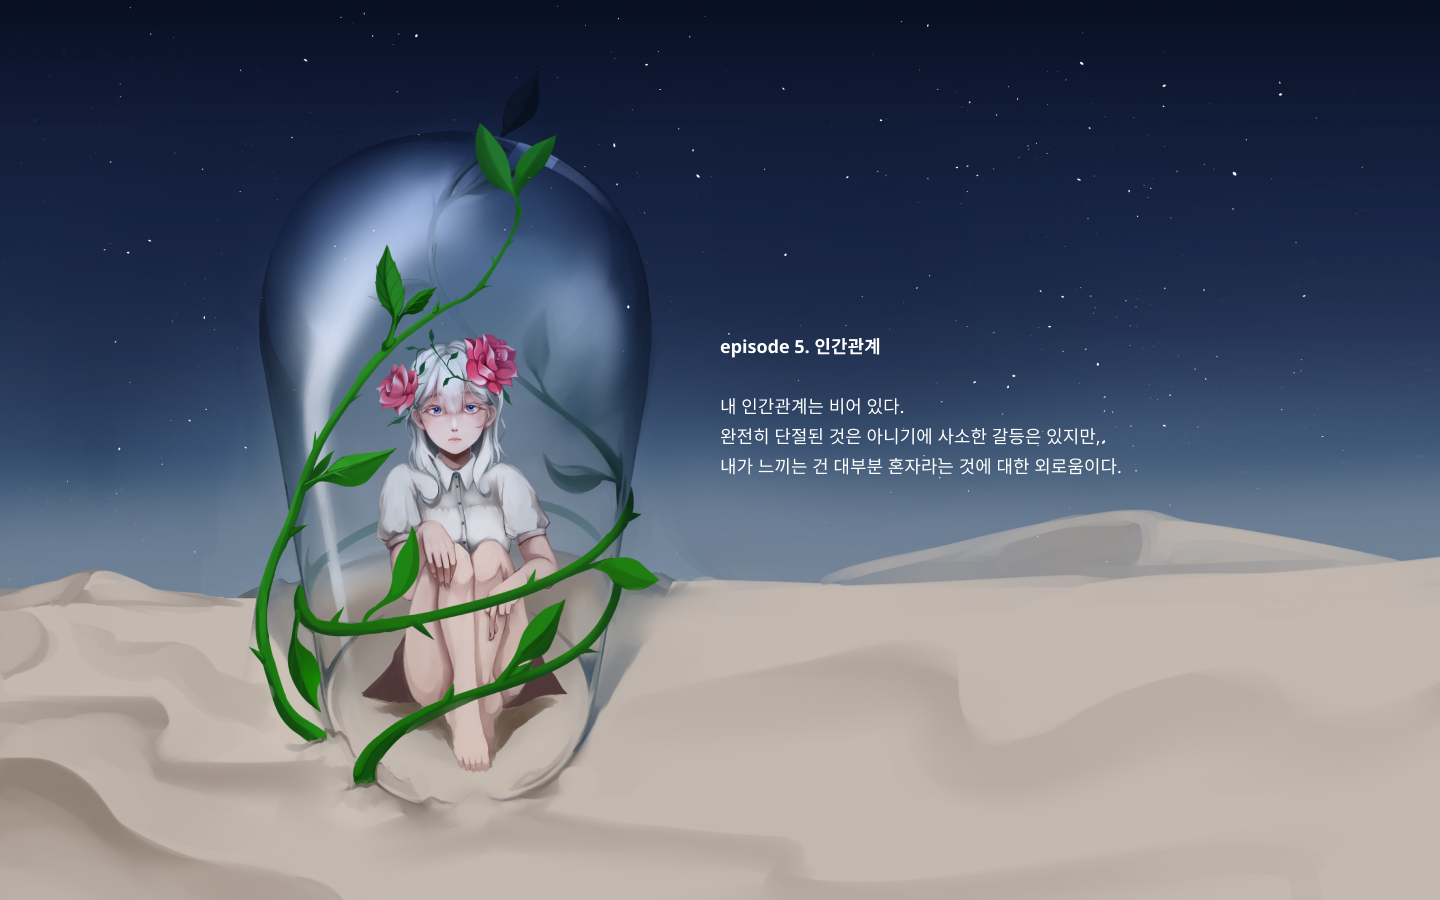 episode 5. 인간관계
내 인간관계는 비어 있다.
완전히 단절된 것은 아니기에 사소한 갈등은 있지만,
내가 느끼는 건 대부분 혼자라는 것에 대한 외로움이다.